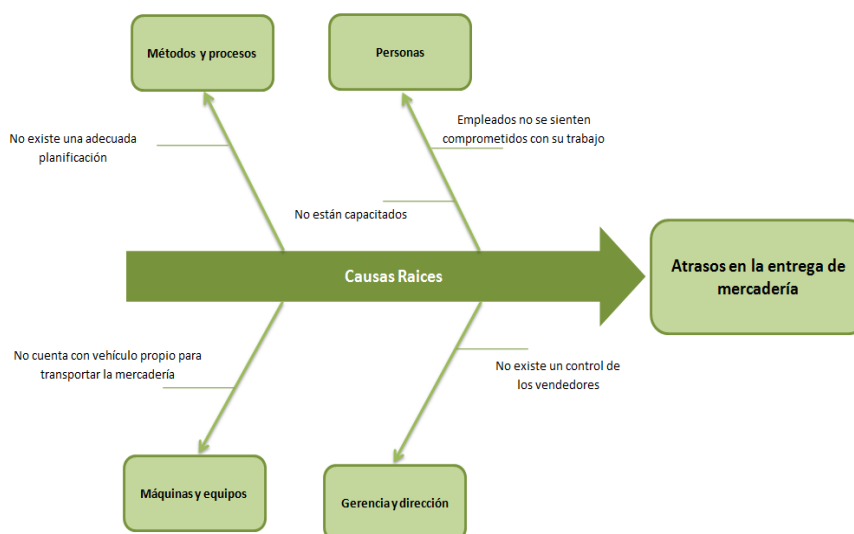 Métodos y procesos
Personas
No existe una adecuada
planificación
Empleados no se sienten
comprometidos con su trabajo
No están capacitados
Causas Raices
Atrasos en la entrega de
mercadería
No cuenta con vehículo propio para
transportar la mercadería
No existe un control de
los vendedores
Máquinas y equipos
Gerencia y dirección